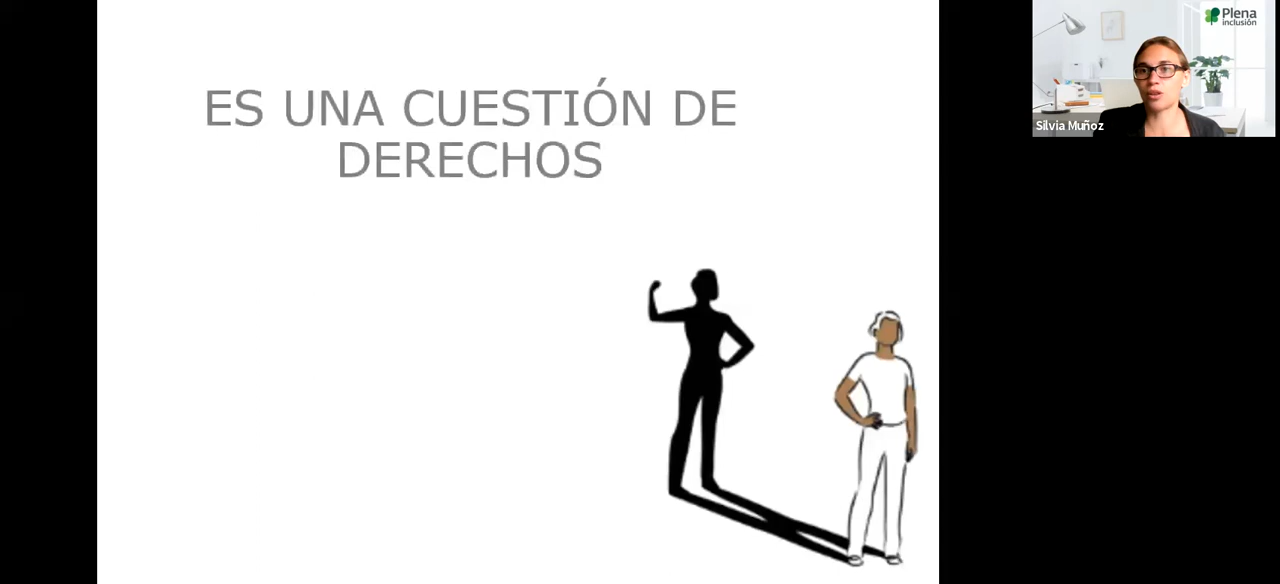 ES UNA CUESTIÓN DE
DERECHOS
Plena
inclusión
Silvia Muñoz